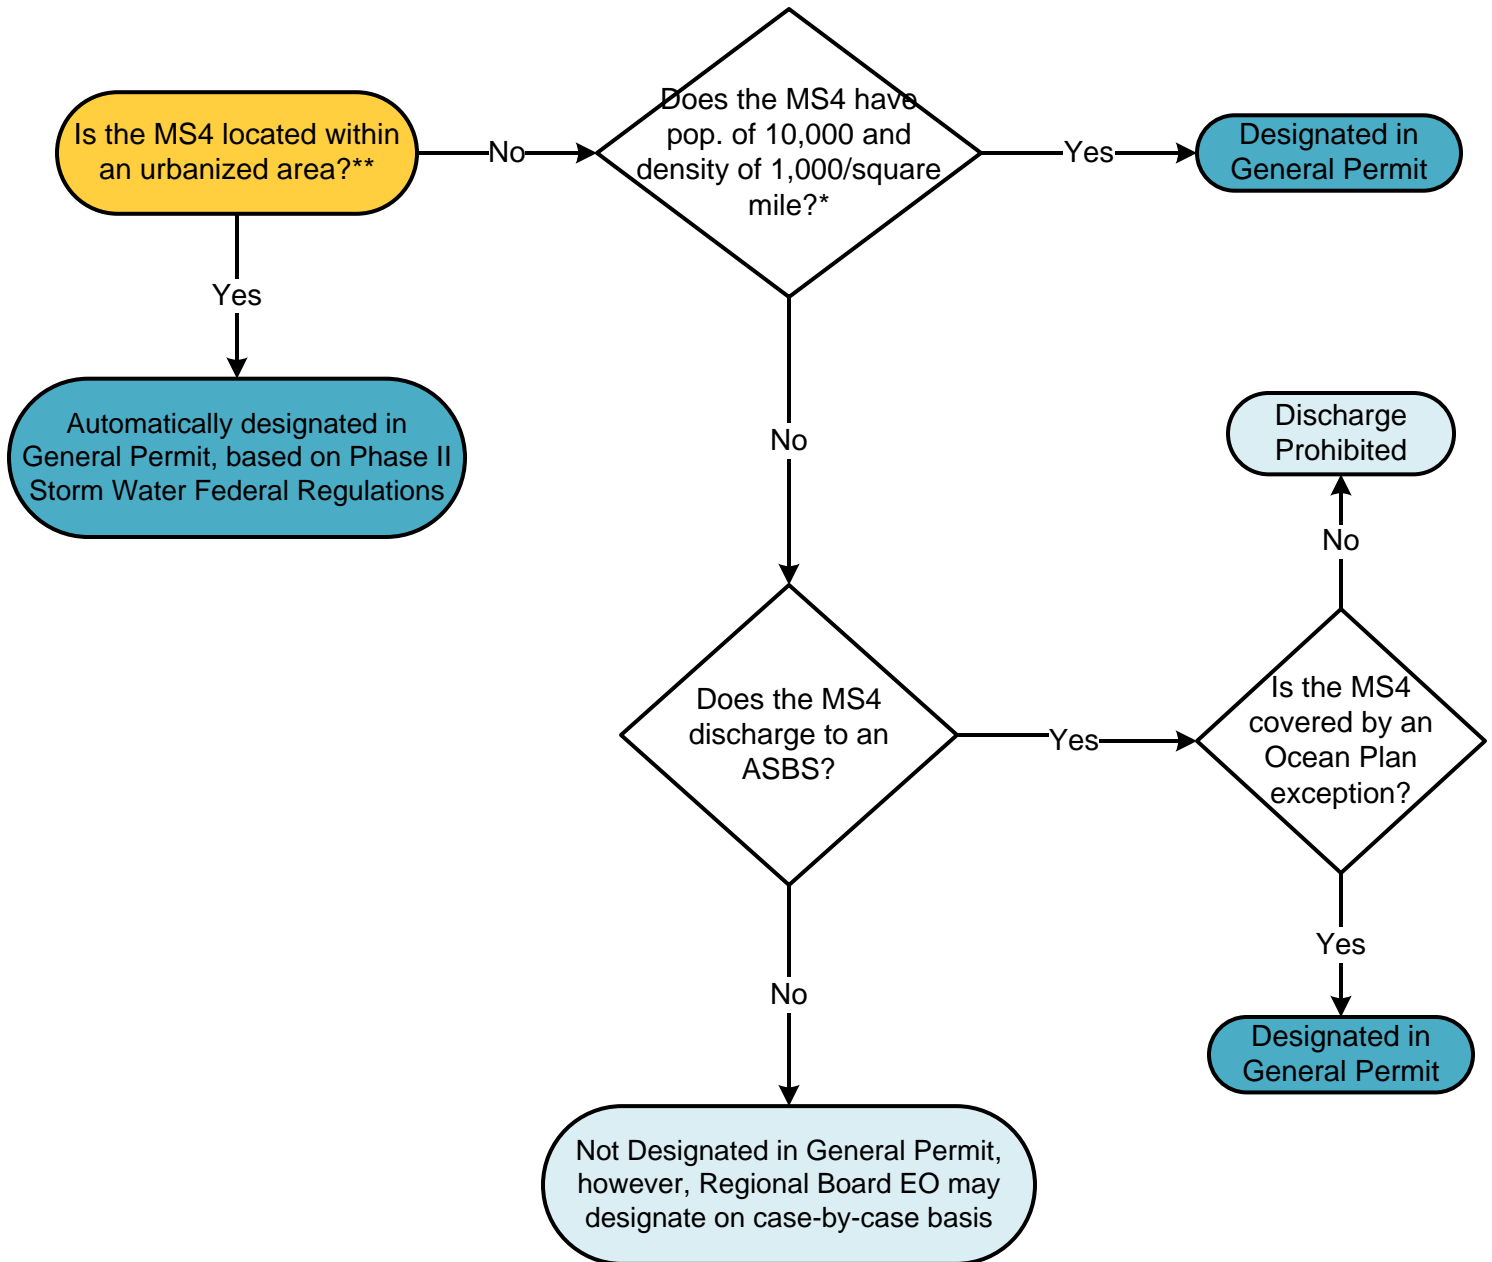 Is the MS4 located within
an urbanized area?**
No
Does the MS4 have
pop. of 10,000 and
density of 1,000/square
mile?*
Yes
Designated in
General Permit
Yes
Automatically designated in
General Permit, based on Phase II
Storm Water Federal Regulations
No
Discharge
Prohibited
No
Does the MS4
discharge to an
ASBS?
Yes
Is the MS4
covered by an
Ocean Plan
exception?
Yes
Designated in
General Permit
No
Not Designated in General Permit,
however, Regional Board EO may
designate on case-by-case basis